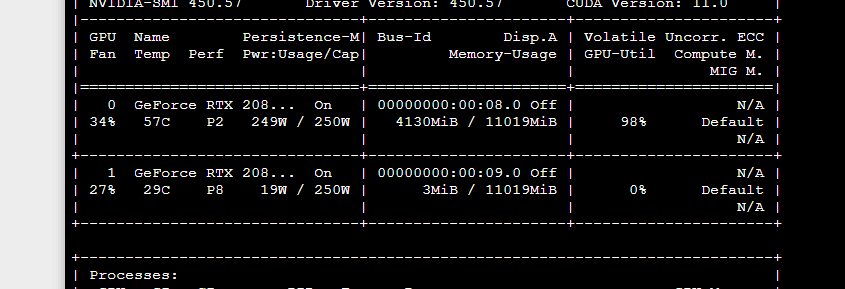 | NVIDIA-SMI 450.57       Driver Version: 450.57       CUDA Version: 11.0     |
|-------------------------------+----------------------+----------------------+
| GPU  Name        Persistence-M| Bus-Id        Disp.A | Volatile Uncorr. ECC |
| Fan  Temp  Perf  Pwr:Usage/Cap|         Memory-Usage | GPU-Util  Compute M. |
|                               |                      |               MIG M. |
|===============================+======================+======================|
|   0  GeForce RTX 208...  On   | 00000000:00:08.0 Off |                  N/A |
| 34%   57C    P2   249W / 250W |   4130MiB / 11019MiB |     98%      Default |
|                               |                      |                  N/A |
+-------------------------------+----------------------+----------------------+
|   1  GeForce RTX 208...  On   | 00000000:00:09.0 Off |                  N/A |
| 27%   29C    P8    19W / 250W |      3MiB / 11019MiB |      0%      Default |
|                               |                      |                  N/A |
+-------------------------------+----------------------+----------------------+
+-----------------------------------------------------------------------------+
| Processes: